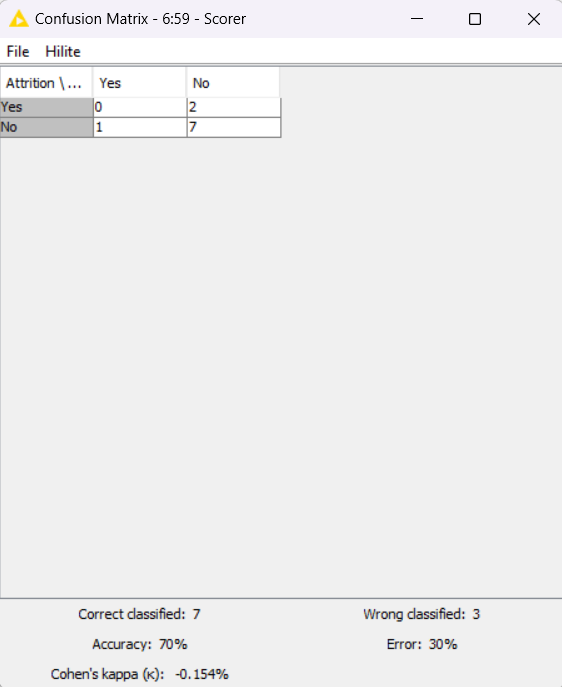 Confusion Matrix - 6:59 - Scorer
File Hilite
Attrition \ ... Yes No
Yes 0 2
No 1 7
Correct classified: 7 Wrong classified: 3
Accuracy: 70% Error: 30%
Cohen's kappa (κ): -0.154%